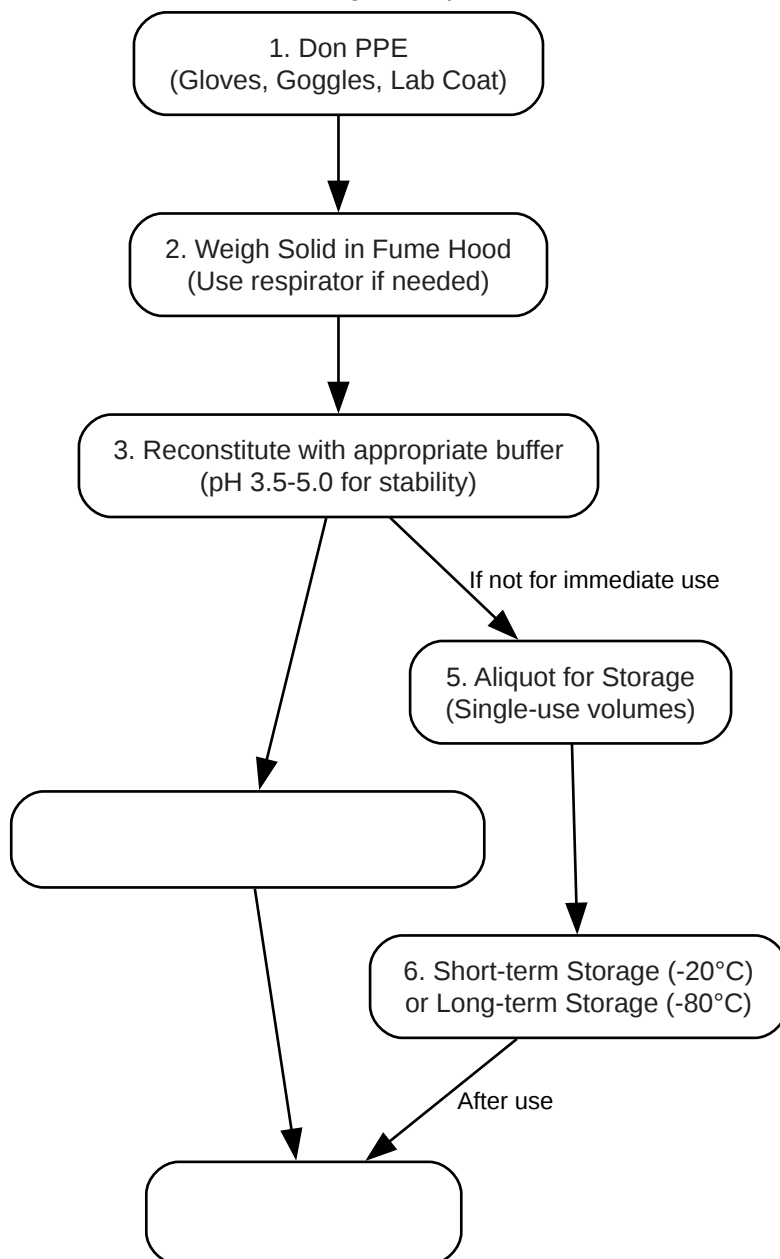 1. Don PPE
(Gloves, Goggles, Lab Coat)
2. Weigh Solid in Fume Hood
(Use respirator if needed)
3. Reconstitute with appropriate buffer
(pH 3.5-5.0 for stability)
If not for immediate use
5. Aliquot for Storage
(Single-use volumes)
6. Short-term Storage (-20°C)
or Long-term Storage (-80°C)
After use